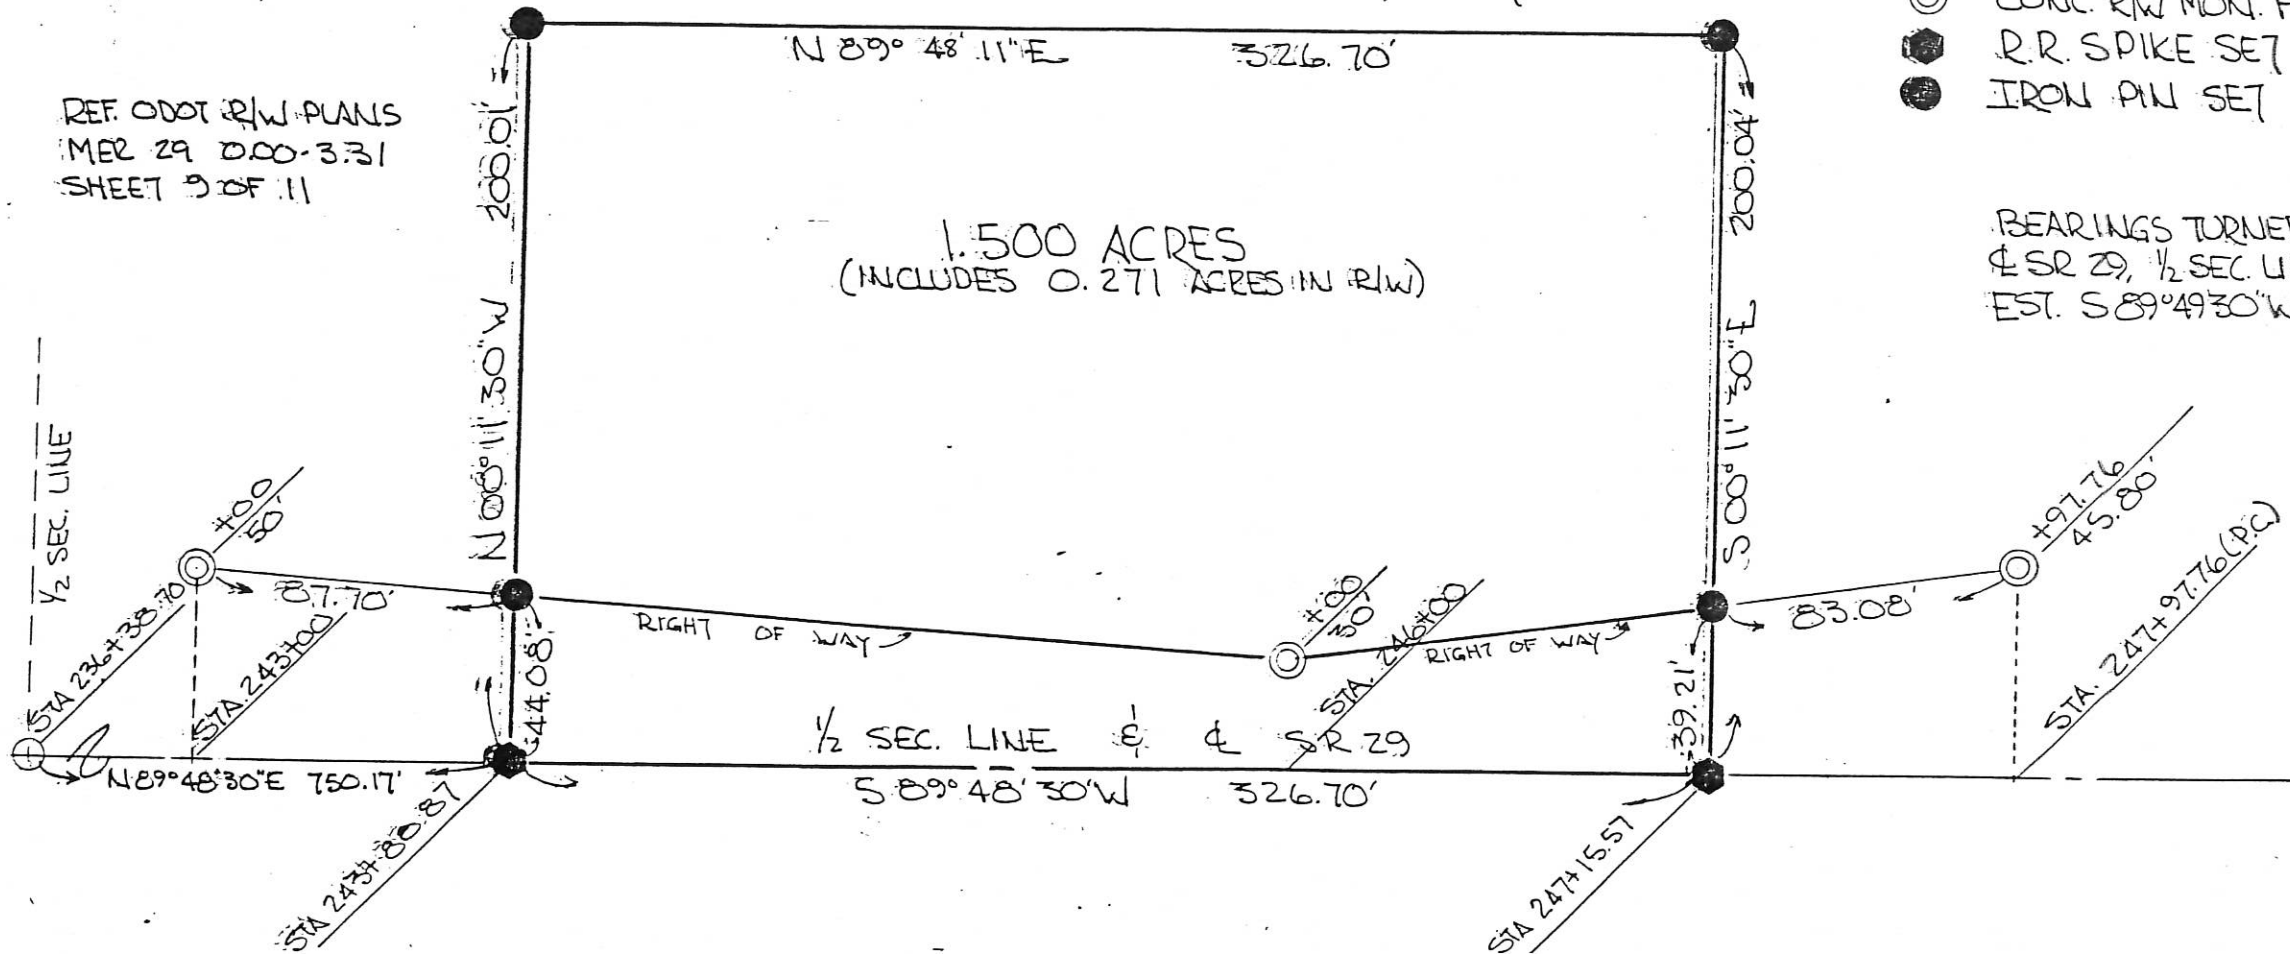 CONC. R/W MON. F
R.R. SPIKE SET
IRON PIN SET
N 89° 48' 11" E 326.70'
REF. ODOT R/W PLANS
MER 29 0.00-3.31
SHEET 9 OF 11
200.01'
N 00° 11' 30" W
200.04'
S 00° 11' 30" E
1.500 ACRES
(INCLUDES 0.271 ACRES IN R/W)
BEARINGS TURNE
℄ SR 29, 1/2 SEC. LI
EST. S 89° 49'30" W
1/2 SEC. LINE
+00
50'
87.70'
STA 236+38.70
STA. 243+00
44.08'
RIGHT OF WAY
+00
30'
STA. 246+00
RIGHT OF WAY
39.21'
83.08'
+97.76
45.80'
STA. 247+97.76 (P.C.)
1/2 SEC. LINE & ℄ SR 29
N 89° 48' 30" E 750.17'
S 89° 48' 30" W 326.70'
STA 243+80.87
STA 247+15.57